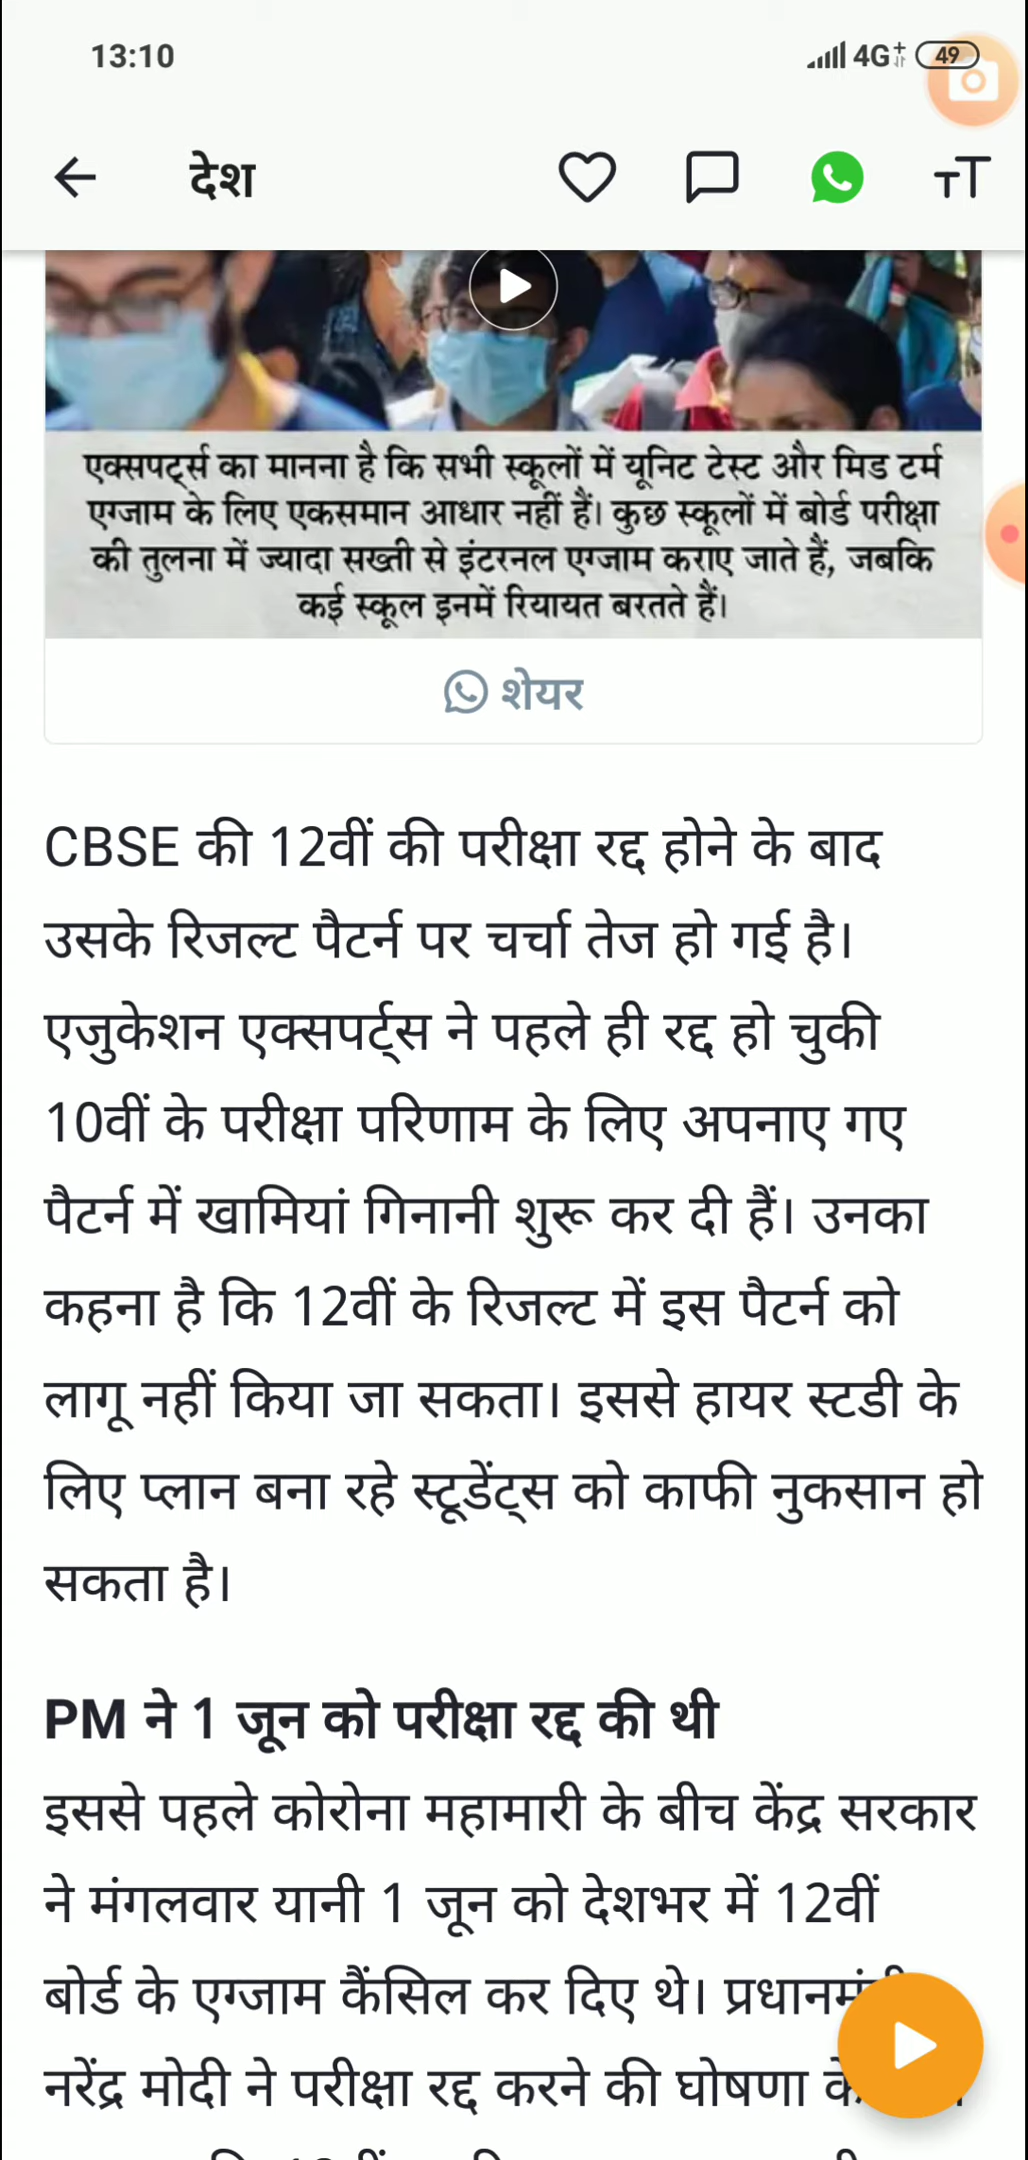 13:10
4G+
49
देश
TT
एक्सपर्ट्स का मानना है कि सभी स्कूलों में यूनिट टेस्ट और मिड टर्म
एग्जाम के लिए एकसमान आधार नहीं हैं। कुछ स्कूलों में बोर्ड परीक्षा
की तुलना में ज्यादा सख्ती से इंटरनल एग्जाम कराए जाते हैं, जबकि
कई स्कूल इनमें रियायत बरतते हैं।
शेयर
CBSE की 12वीं की परीक्षा रद्द होने के बाद
उसके रिजल्ट पैटर्न पर चर्चा तेज हो गई है।
एजुकेशन एक्सपर्ट्स ने पहले ही रद्द हो चुकी
10वीं के परीक्षा परिणाम के लिए अपनाए गए
पैटर्न में खामियां गिनानी शुरू कर दी हैं। उनका
कहना है कि 12वीं के रिजल्ट में इस पैटर्न को
लागू नहीं किया जा सकता। इससे हायर स्टडी के
लिए प्लान बना रहे स्टूडेंट्स को काफी नुकसान हो
सकता है।
PM ने 1 जून को परीक्षा रद्द की थी
इससे पहले कोरोना महामारी के बीच केंद्र सरकार
ने मंगलवार यानी 1 जून को देशभर में 12वीं
बोर्ड के एग्जाम कैंसिल कर दिए थे।
नरेंद्र मोदी ने परीक्षा रद्द करने की घोषणा